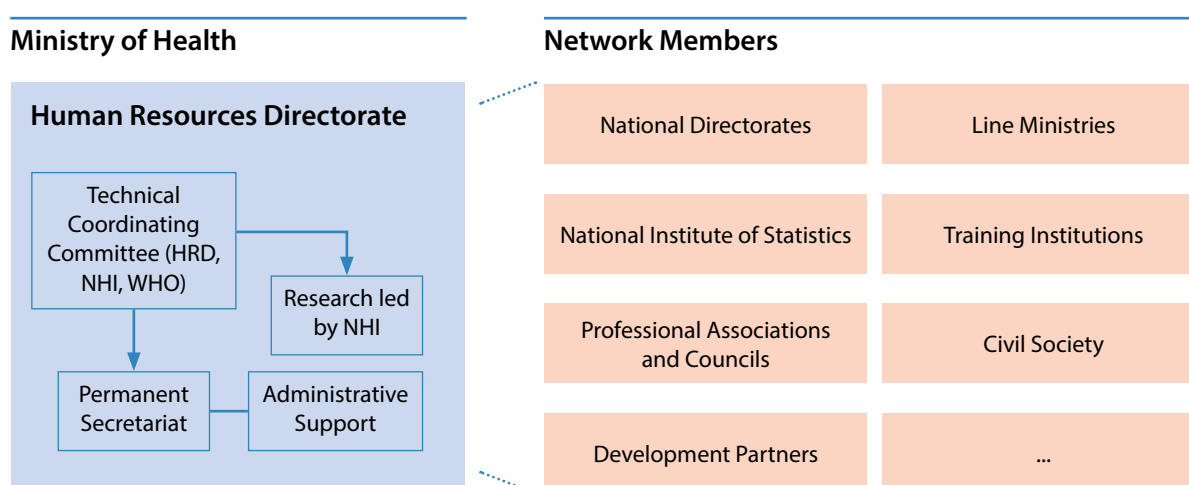 Ministry of Health
Human Resources Directorate
Technical
Coordinating
Committee (HRD,
NHI, WHO)
Research led
by NHI
Permanent
Secretariat
Administrative
Support
Network Members
National Directorates
Line Ministries
National Institute of Statistics
Training Institutions
Professional Associations
and Councils
Civil Society
Development Partners
...